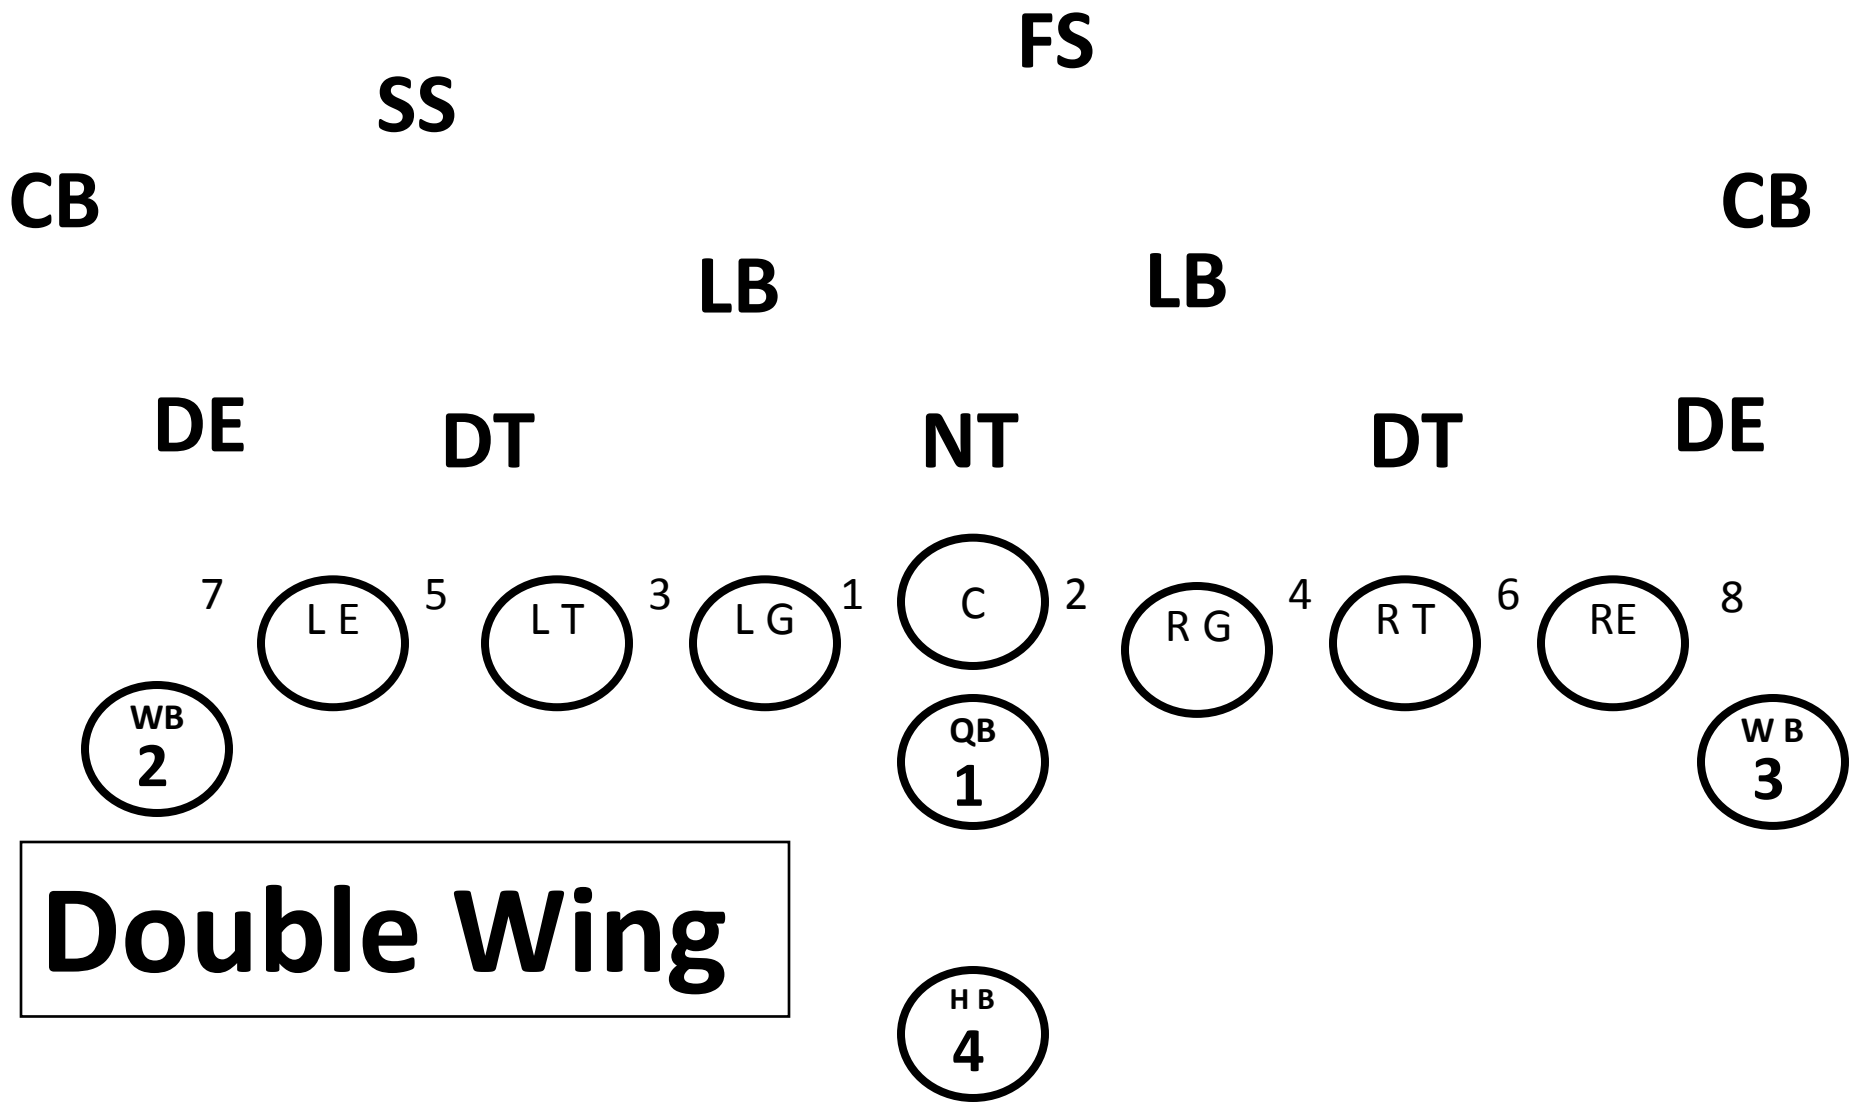 FS
SS
CB CB
LB LB
DE DT NT DT DE
7 L E 5 L T 3 L G 1 C 2 R G 4 R T 6 RE 8
WB QB W B
2 1 3
Double Wing
H B
4